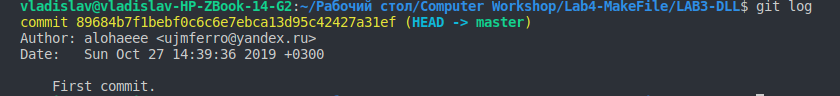 vladislav@vladislav-HP-ZBook-14-G2:~/Рабочий стол/Computer Workshop/Lab4-MakeFile/LAB3-DLL$ git log
commit 89684b7f1bebf0c6c6e7ebca13d95c42427a31ef (HEAD -> master)
Author: alohaeee <ujmferro@yandex.ru>
Date:   Sun Oct 27 14:39:36 2019 +0300
    First commit.